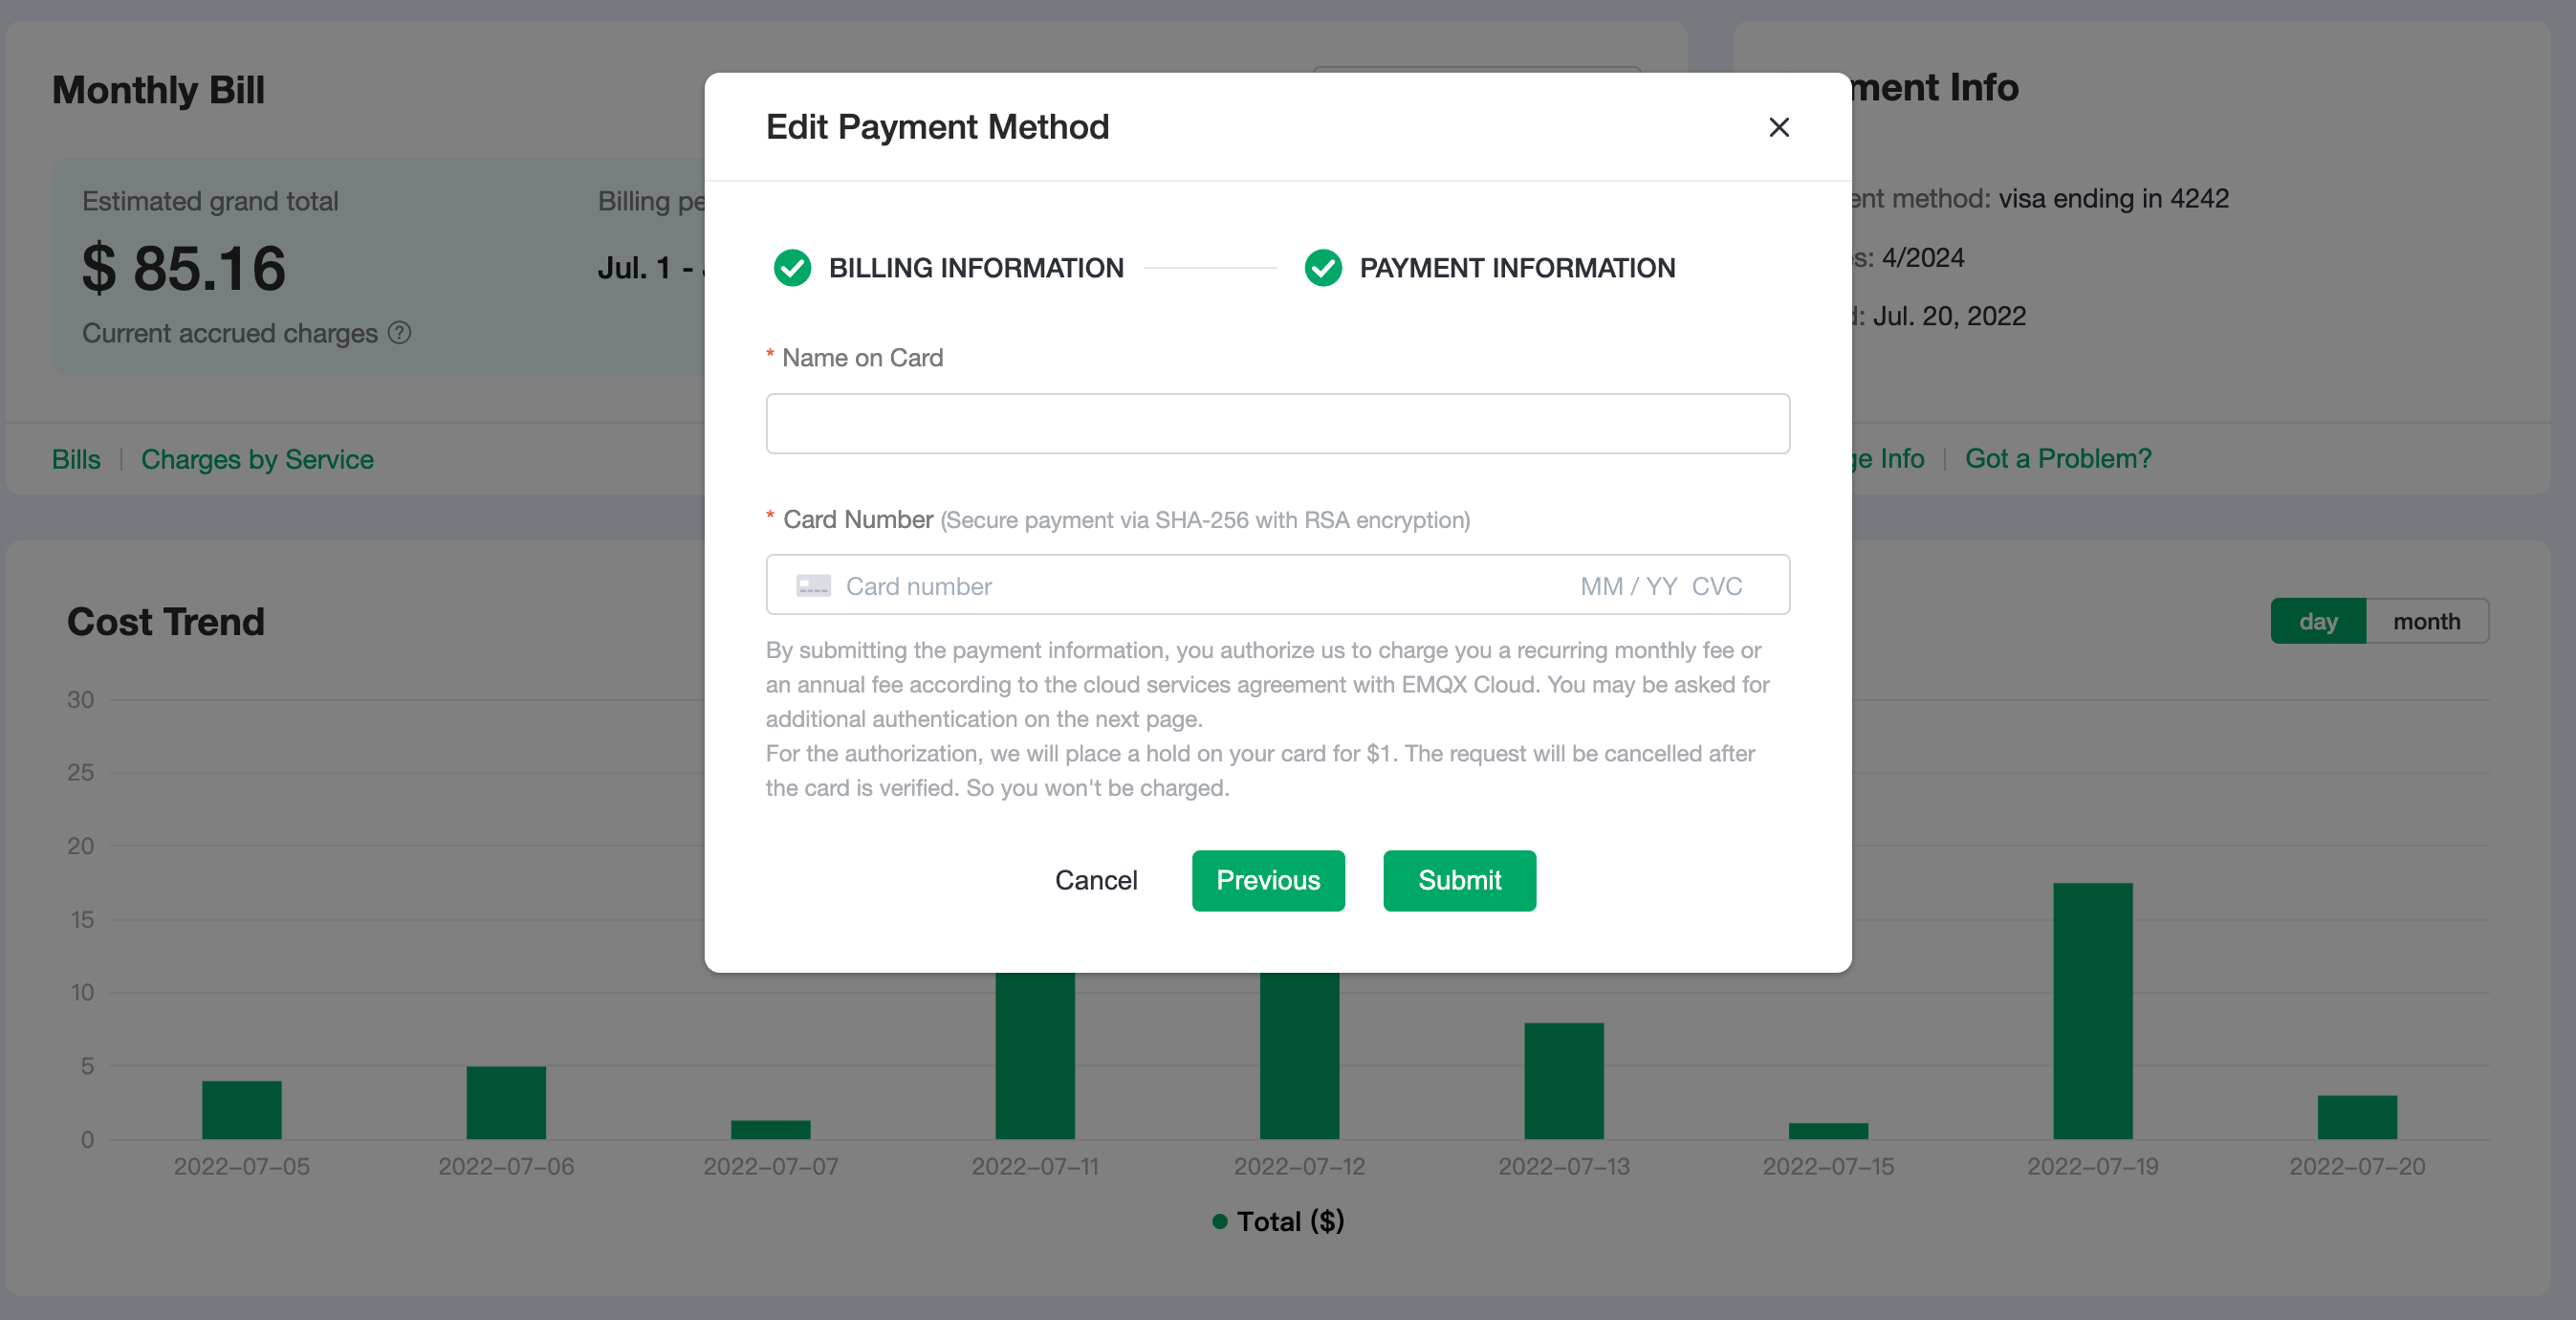 Monthly Bill
Estimated grand total
$ 85.16
Current accrued charges ?
Billing
Jul. 1 -
Bills | Charges by Service
Info
method: visa ending in 4242
4/2024
Jul. 20, 2022
Info | Got a Problem?
Edit Payment Method
BILLING INFORMATION
PAYMENT INFORMATION
* Name on Card
* Card Number (Secure payment via SHA-256 with RSA encryption)
Card number MM / YY CVC
By submitting the payment information, you authorize us to charge you a recurring monthly fee or
an annual fee according to the cloud services agreement with EMQX Cloud. You may be asked for
additional authentication on the next page.
For the authorization, we will place a hold on your card for $1. The request will be cancelled after
the card is verified. So you won't be charged.
Cancel Previous Submit
Cost Trend
day month
30
25
20
15
10
5
0
2022-07-05 2022-07-06 2022-07-07 2022-07-11 2022-07-12 2022-07-13 2022-07-15 2022-07-19 2022-07-20
Total ($)